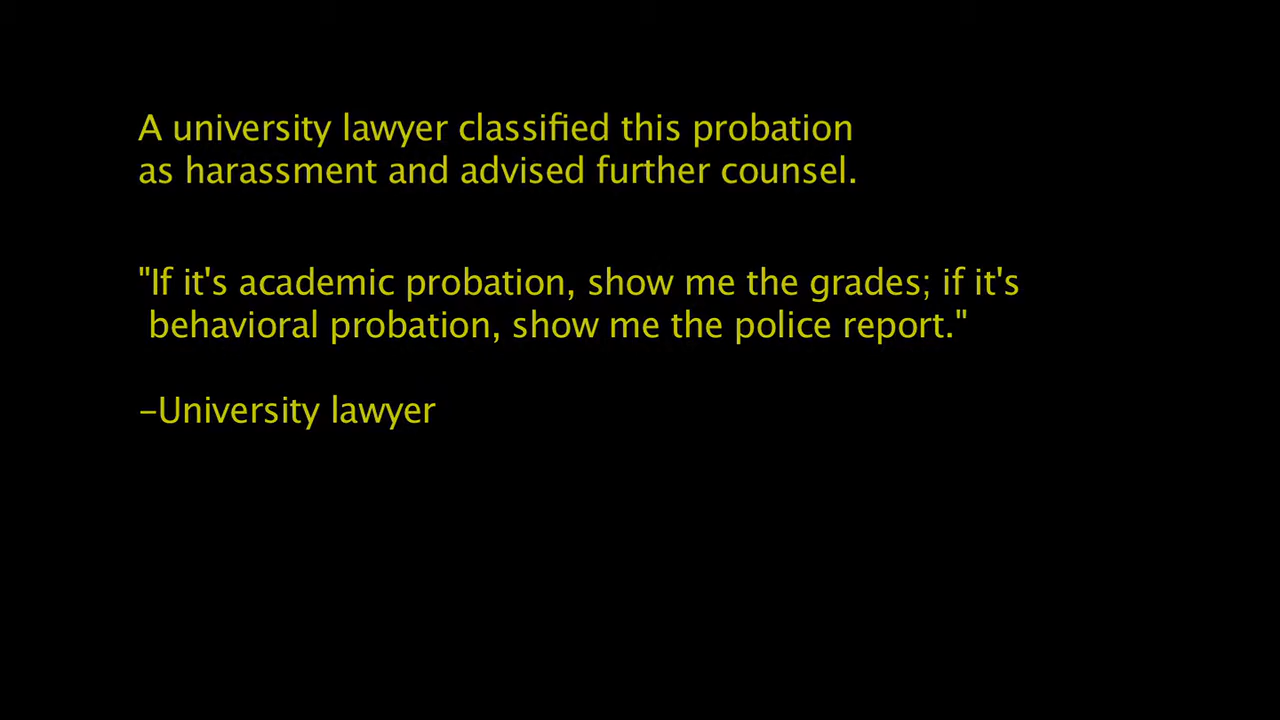 A university lawyer classified this probation
as harassment and advised further counsel.
"If it's academic probation, show me the grades; if it's
behavioral probation, show me the police report."
–University lawyer